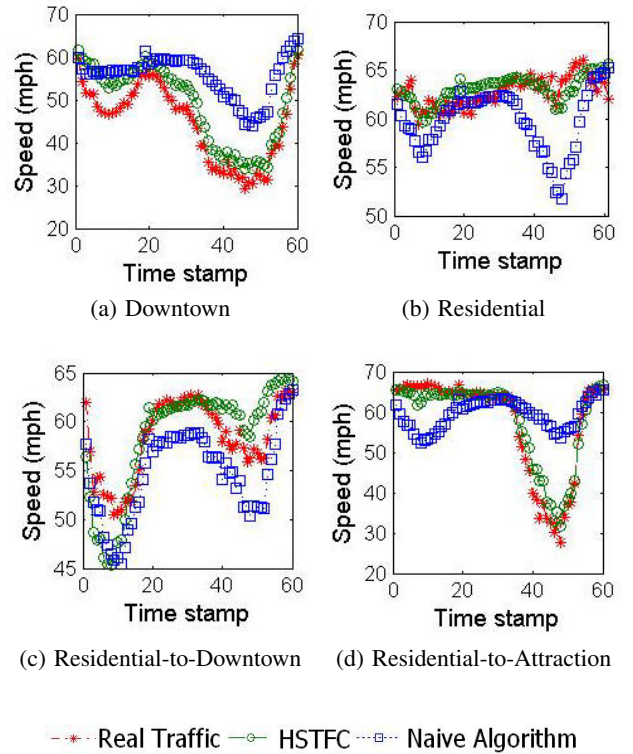 70
60
50
40
30
20
0 20 40 60
Speed (mph)
Time stamp
(a) Downtown
70
65
60
55
50
0 20 40 60
Speed (mph)
Time stamp
(b) Residential
65
60
55
50
45
0 20 40 60
Speed (mph)
Time stamp
(c) Residential-to-Downtown
70
60
50
40
30
20
0 20 40 60
Speed (mph)
Time stamp
(d) Residential-to-Attraction
Real Traffic HSTFC Naive Algorithm